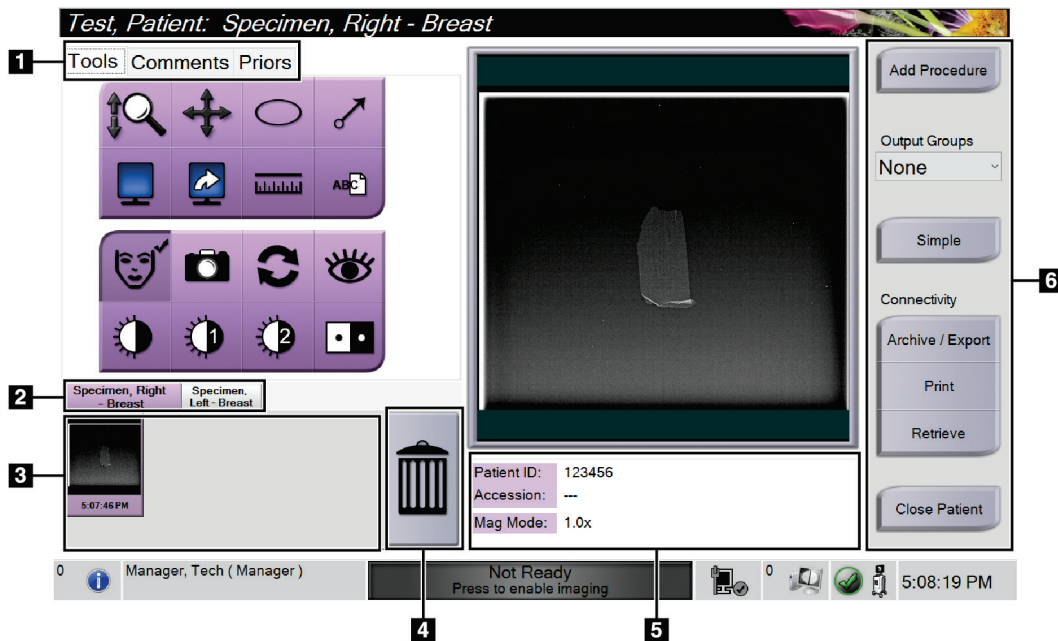 Test, Patient: Specimen, Right - Breast
1
Tools Comments Priors
ABC
1
2
2
Specimen, Right
- Breast
Specimen,
Left - Breast
3
5:07:46 PM
4
Patient ID: 123456
Accession: ---
Mag Mode: 1.0x
5
Add Procedure
Output Groups
None
Simple
Connectivity
Archive / Export
Print
Retrieve
Close Patient
6
0
i
Manager, Tech ( Manager )
Not Ready
Press to enable imaging
0
5:08:19 PM